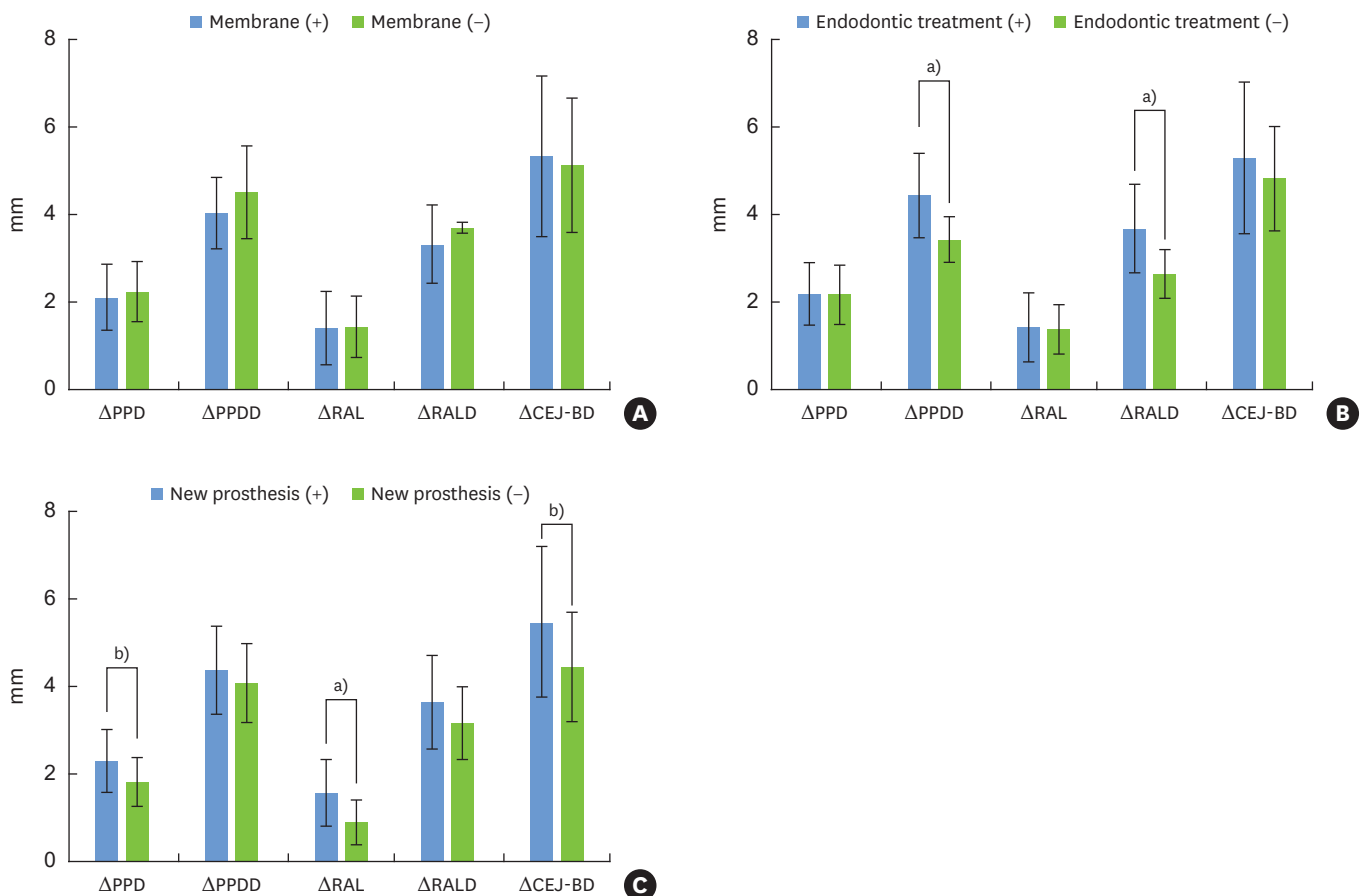 Membrane (+) Membrane (−)
8
6
4
2
0
mm
ΔPPD ΔPPDD ΔRAL ΔRALD ΔCEJ-BD
A
Endodontic treatment (+) Endodontic treatment (−)
8
6
4
2
0
mm
a)
a)
ΔPPD ΔPPDD ΔRAL ΔRALD ΔCEJ-BD
B
New prosthesis (+) New prosthesis (−)
8
6
4
2
0
mm
b)
a)
b)
ΔPPD ΔPPDD ΔRAL ΔRALD ΔCEJ-BD
C